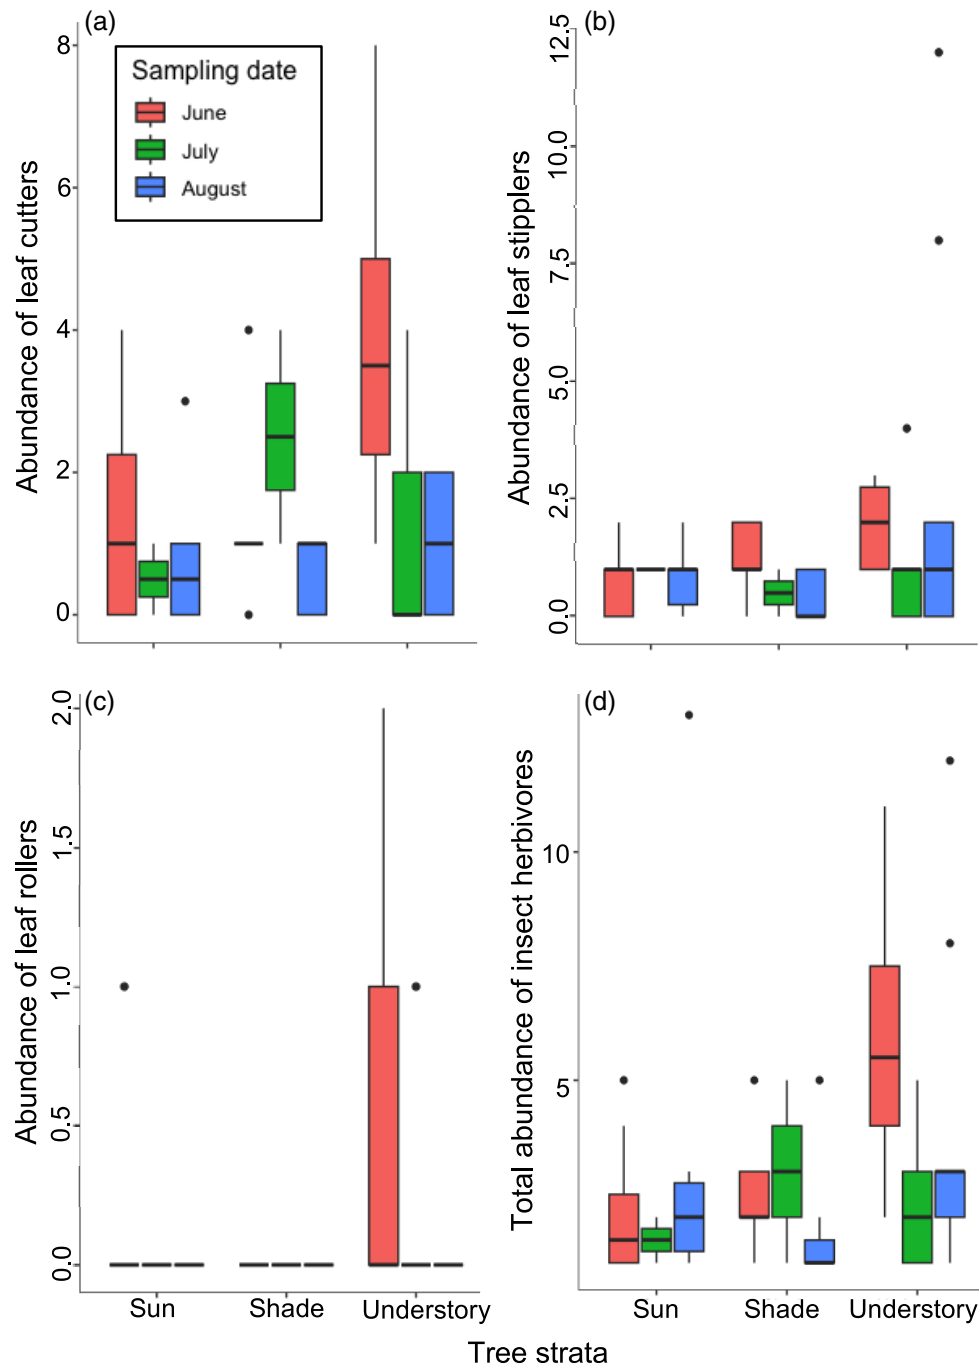 (a)
Sampling date
June
July
August
Abundance of leaf cutters
8
6
4
2
0
(b)
Abundance of leaf stipplers
12.5
10.0
7.5
5.0
2.5
0.0
(c)
Abundance of leaf rollers
2.0
1.5
1.0
0.5
0.0
Sun
Shade
Understory
(d)
Total abundance of insect herbivores
10
5
Sun
Shade
Understory
Tree strata